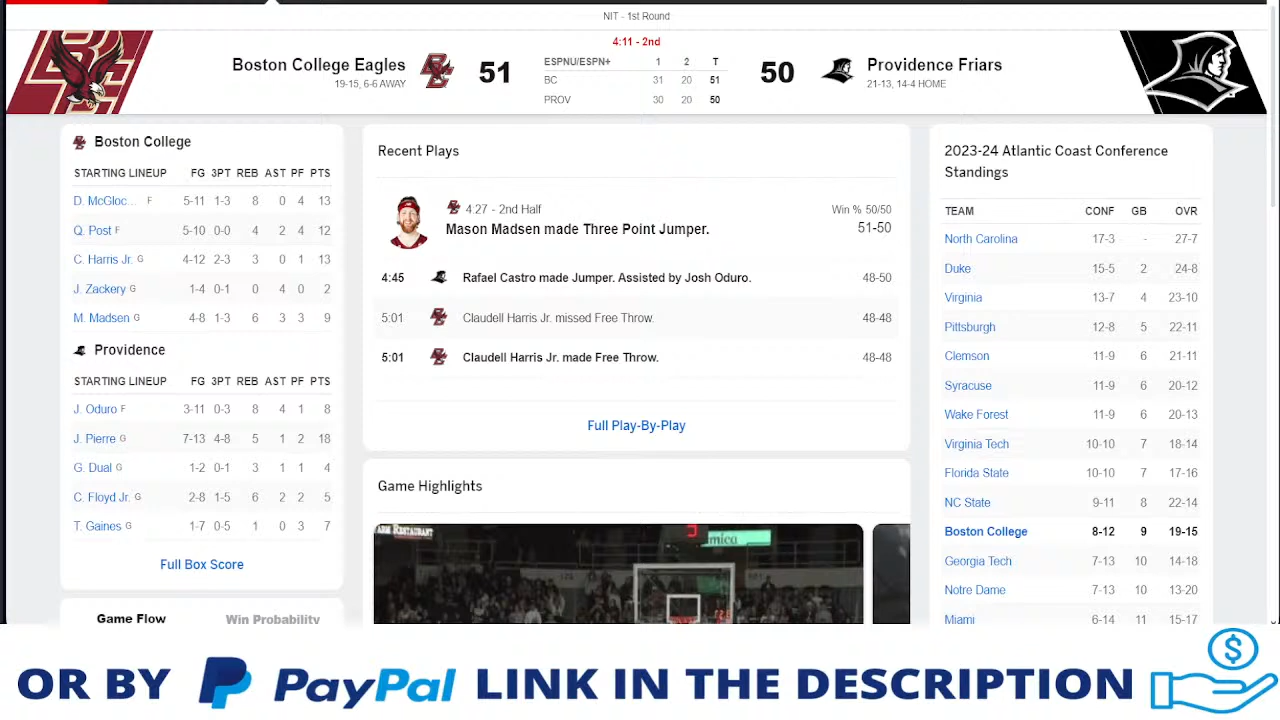 NIT - 1st Round
4:11 - 2nd
Boston College Eagles
19-15, 6-6 AWAY
51
ESPNU/ESPN+ 1 2 T
BC 31 20 51
PROV 30 20 50
50
Providence Friars
21-13, 14-4 HOME
Boston College
STARTING LINEUP FG 3PT REB AST PF PTS
D. McGloc... F 5-11 1-3 8 0 4 13
Q. Post F 5-10 0-0 4 2 4 12
C. Harris Jr. G 4-12 2-3 3 0 1 13
J. Zackery G 1-4 0-1 0 4 0 2
M. Madsen G 4-8 1-3 6 3 3 9
Providence
STARTING LINEUP FG 3PT REB AST PF PTS
J. Oduro F 3-11 0-3 8 4 1 8
J. Pierre G 7-13 4-8 5 1 2 18
G. Dual G 1-2 0-1 3 1 1 4
C. Floyd Jr. G 2-8 1-5 6 2 2 5
T. Gaines G 1-7 0-5 1 0 3 7
Full Box Score
Game Flow Win Probability
Recent Plays
4:27 - 2nd Half Win % 50/50
Mason Madsen made Three Point Jumper. 51-50
4:45 Rafael Castro made Jumper. Assisted by Josh Oduro. 48-50
5:01 Claudell Harris Jr. missed Free Throw. 48-48
5:01 Claudell Harris Jr. made Free Throw. 48-48
Full Play-By-Play
Game Highlights
2023-24 Atlantic Coast Conference
Standings
TEAM CONF GB OVR
North Carolina 17-3 - 27-7
Duke 15-5 2 24-8
Virginia 13-7 4 23-10
Pittsburgh 12-8 5 22-11
Clemson 11-9 6 21-11
Syracuse 11-9 6 20-12
Wake Forest 11-9 6 20-13
Virginia Tech 10-10 7 18-14
Florida State 10-10 7 17-16
NC State 9-11 8 22-14
Boston College 8-12 9 19-15
Georgia Tech 7-13 10 14-18
Notre Dame 7-13 10 13-20
Miami 6-14 11 15-17
OR BY PayPal LINK IN THE DESCRIPTION